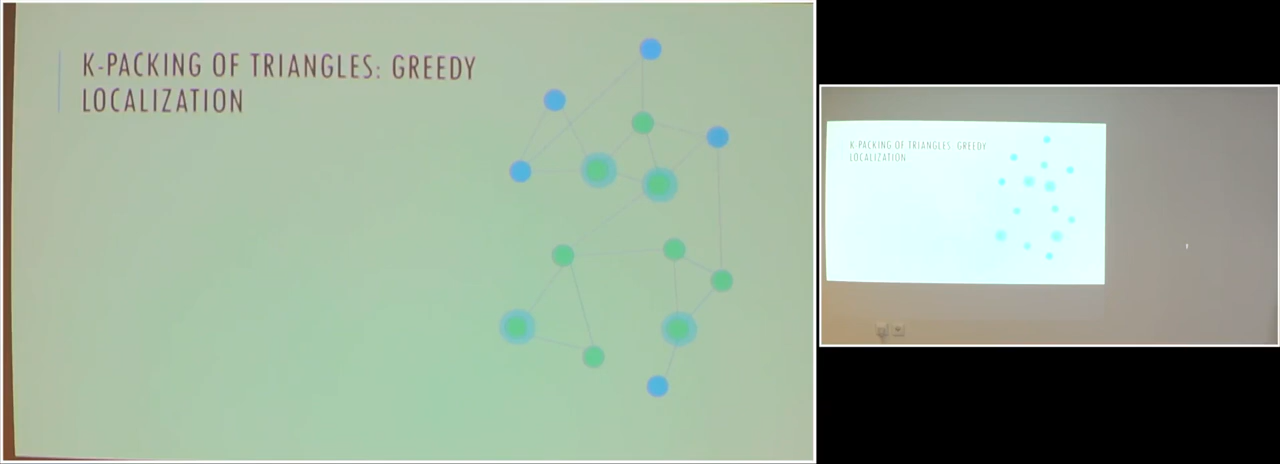 K-PACKING OF TRIANGLES: GREEDY
LOCALIZATION
K-PACKING OF TRIANGLES: GREEDY
LOCALIZATION